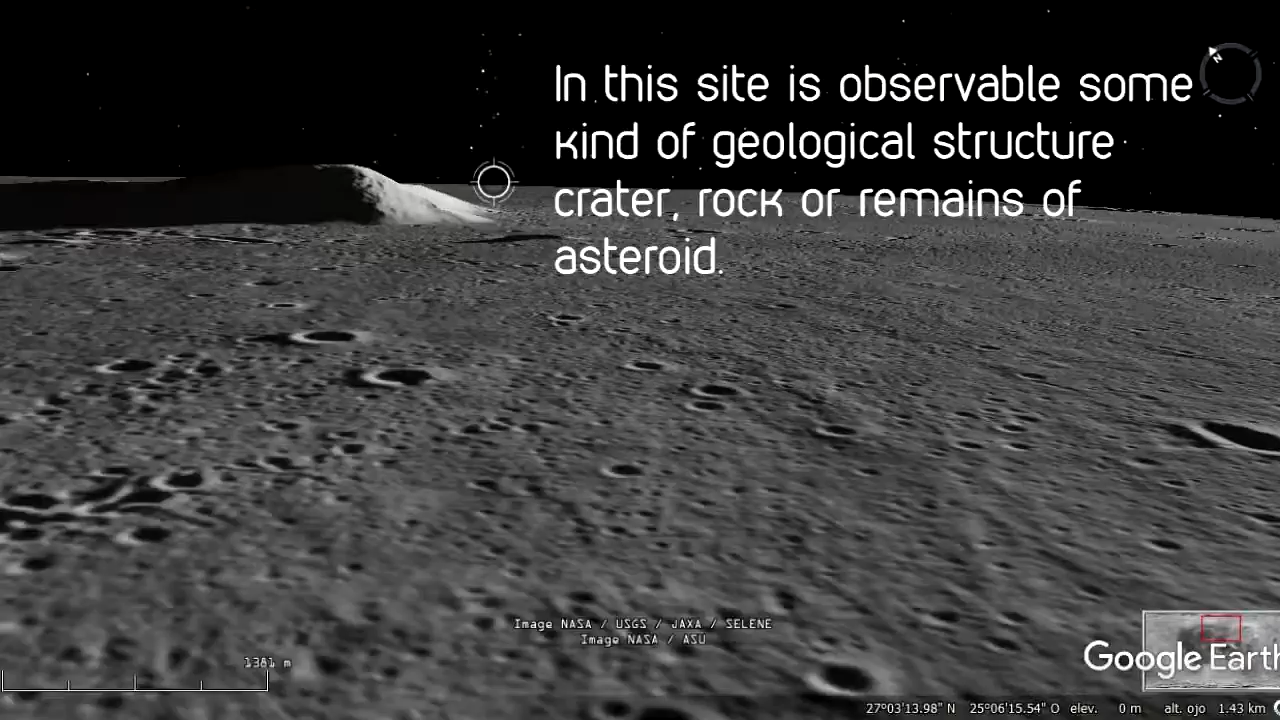 N
In this site is observable some
kind of geological structure
crater, rock or remains of
asteroid.
Image NASA / USGS / JAXA / SELENE
Image NASA / ASU
1381 m
Google Earth
27°03'13.98" N 25°06'15.54" O elev. 0 m alt. ojo 1.43 km